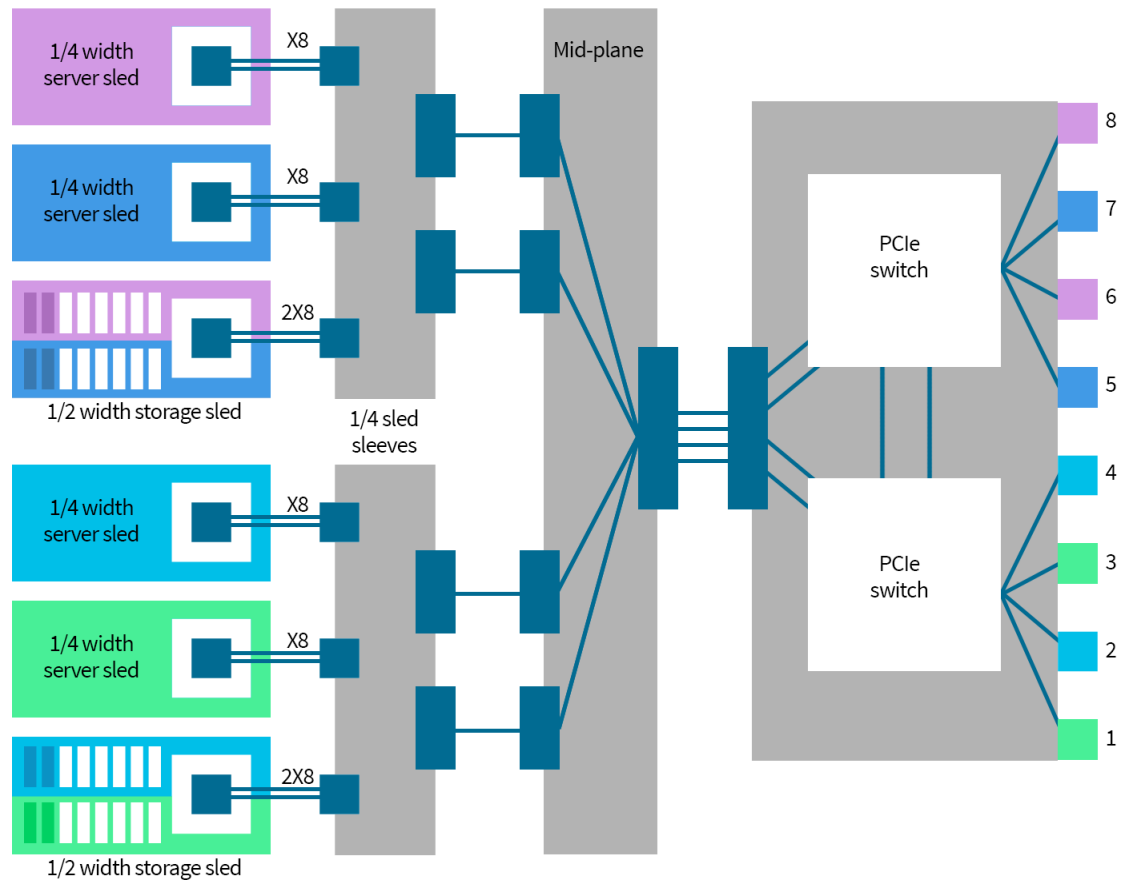 1/4 width
server sled
X8
1/4 width
server sled
X8
2X8
1/2 width storage sled
1/4 sled
sleeves
1/4 width
server sled
X8
1/4 width
server sled
X8
2X8
1/2 width storage sled
Mid-plane
PCIe
switch
PCIe
switch
8
7
6
5
4
3
2
1